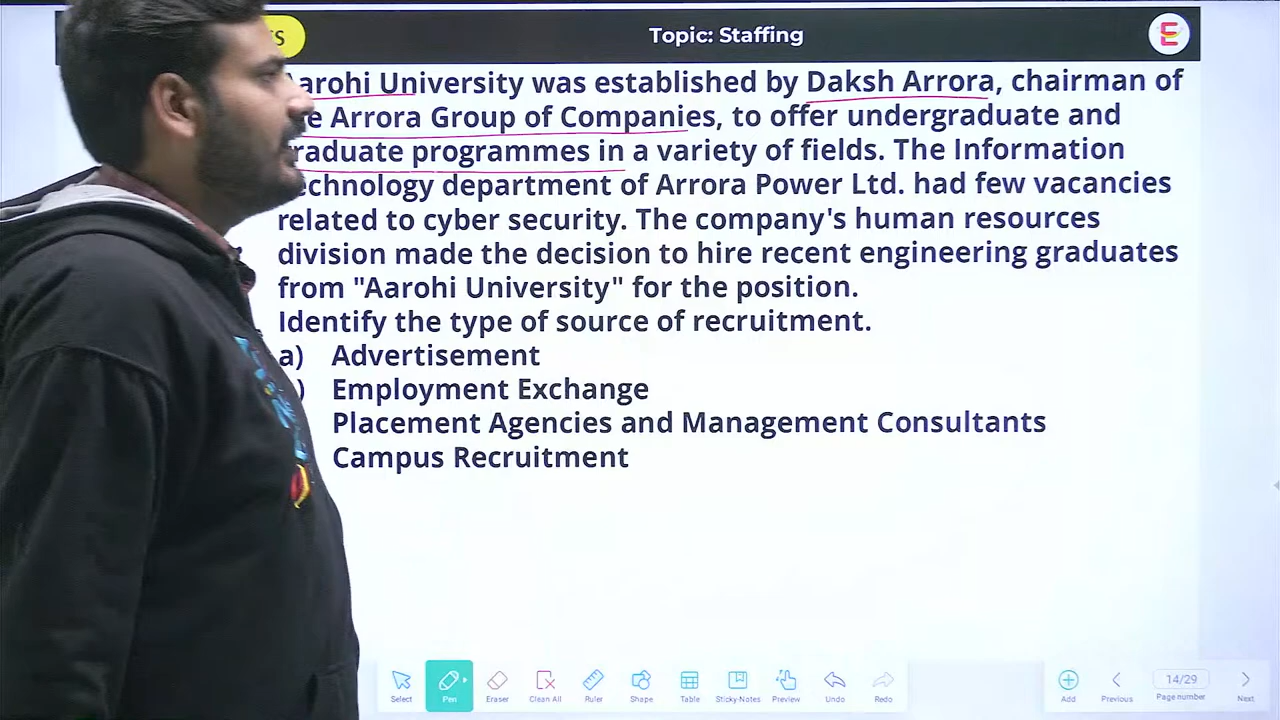 Topic: Staffing
University was established by Daksh Arrora, chairman of
Arrora Group of Companies, to offer undergraduate and
programmes in a variety of fields. The Information
department of Arrora Power Ltd. had few vacancies
related to cyber security. The company's human resources
division made the decision to hire recent engineering graduates
from "Aarohi University" for the position.
Identify the type of source of recruitment.
a) Advertisement
Employment Exchange
Placement Agencies and Management Consultants
Campus Recruitment
Select Pen Eraser Clean All Ruler Shape Table Sticky-Notes Preview Undo Redo Add Previous 14/29 Page number Next